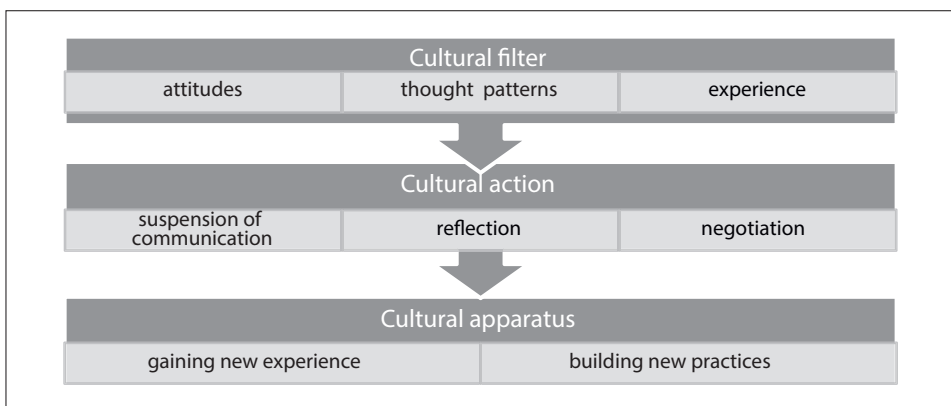 Cultural filter
attitudes
thought patterns
experience
Cultural action
suspension of
communication
reflection
negotiation
Cultural apparatus
gaining new experience
building new practices